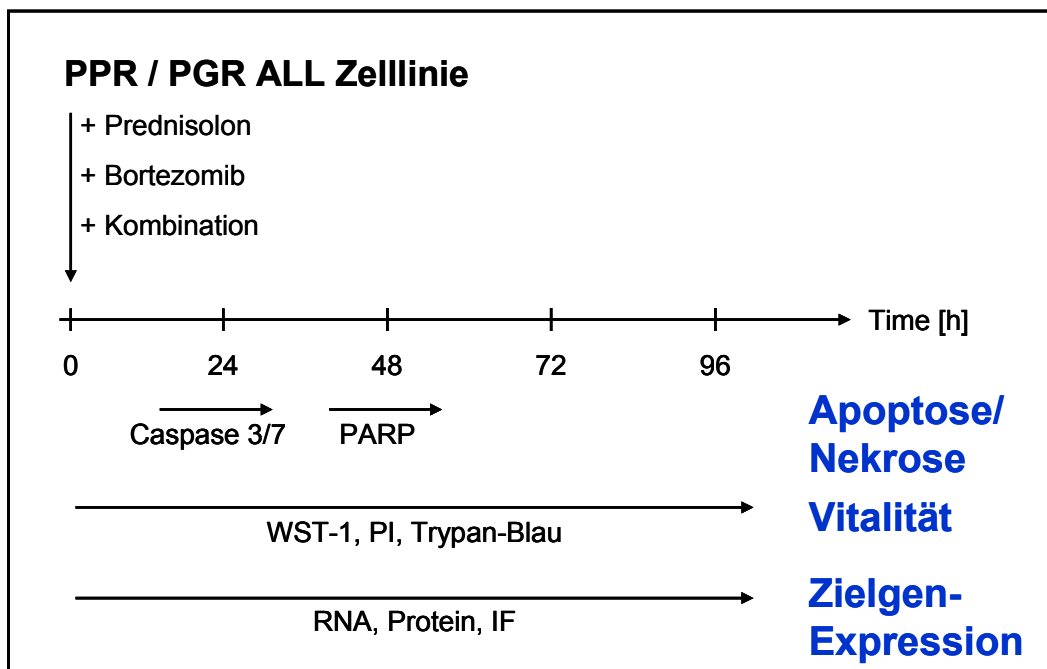 PPR / PGR ALL Zelllinie
+ Prednisolon
+ Bortezomib
+ Kombination
Time [h]
0 24 48 72 96
Caspase 3/7 PARP
Apoptose/
Nekrose
WST-1, PI, Trypan-Blau
Vitalität
RNA, Protein, IF
Zielgen-
Expression